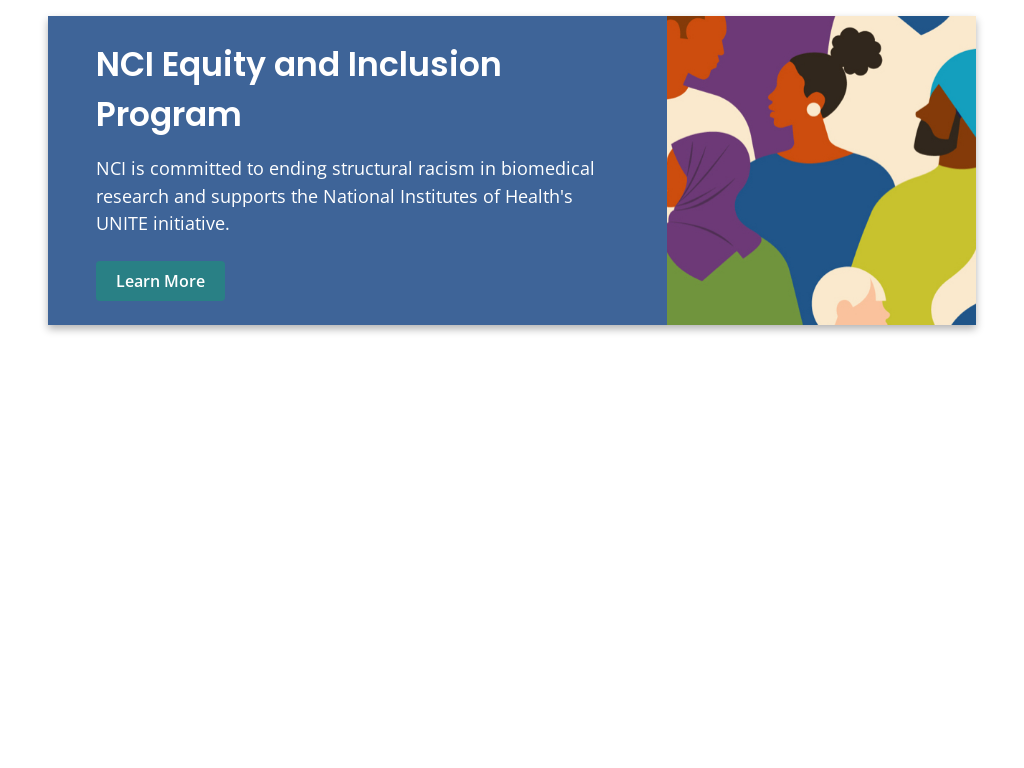 NCI Equity and Inclusion
Program
NCI is committed to ending structural racism in biomedical
research and supports the National Institutes of Health's
UNITE initiative.
Learn More